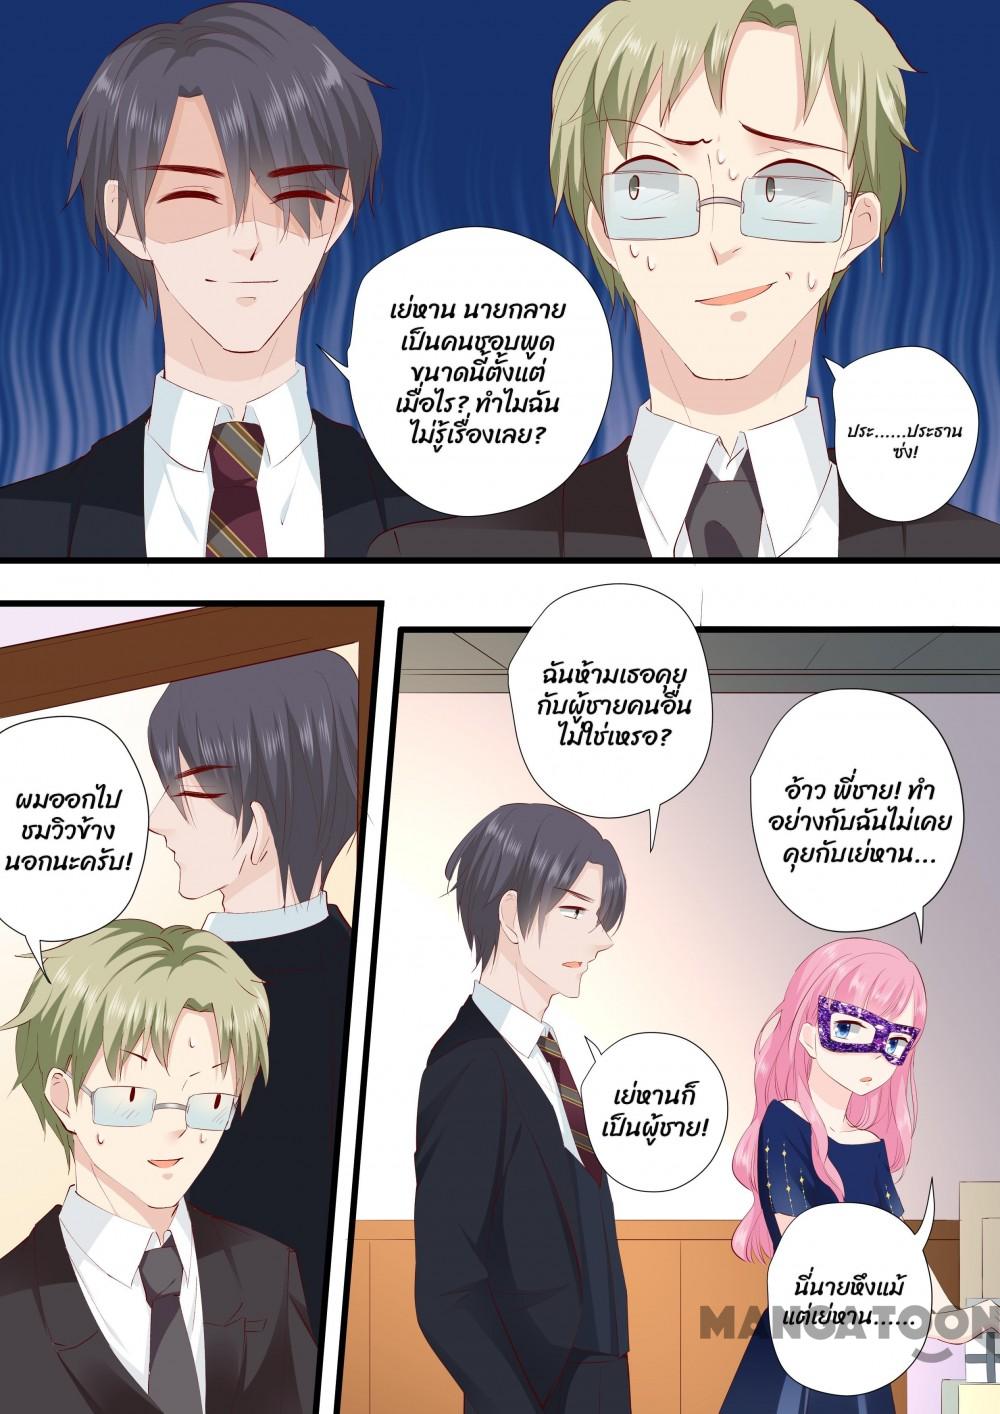 เย่หาน นายกลาย
เป็นคนชอบพูด
ขนาดนี้ตั้งแต่
เมื่อไร? ทำไมฉัน
ไม่รู้เรื่องเลย?
ประ......ประธาน
ซ่ง!
ผมออกไป
ชมวิวข้าง
นอกนะครับ!
ฉันห้ามเธอคุย
กับผู้ชายคนอื่น
ไม่ใช่เหรอ?
อ้าว พี่ชาย! ทำ
อย่างกับฉันไม่เคย
คุยกับเย่หาน...
เย่หานก็
เป็นผู้ชาย!
นี่นายหึงแม้
แต่เย่หาน......
MANGATOON